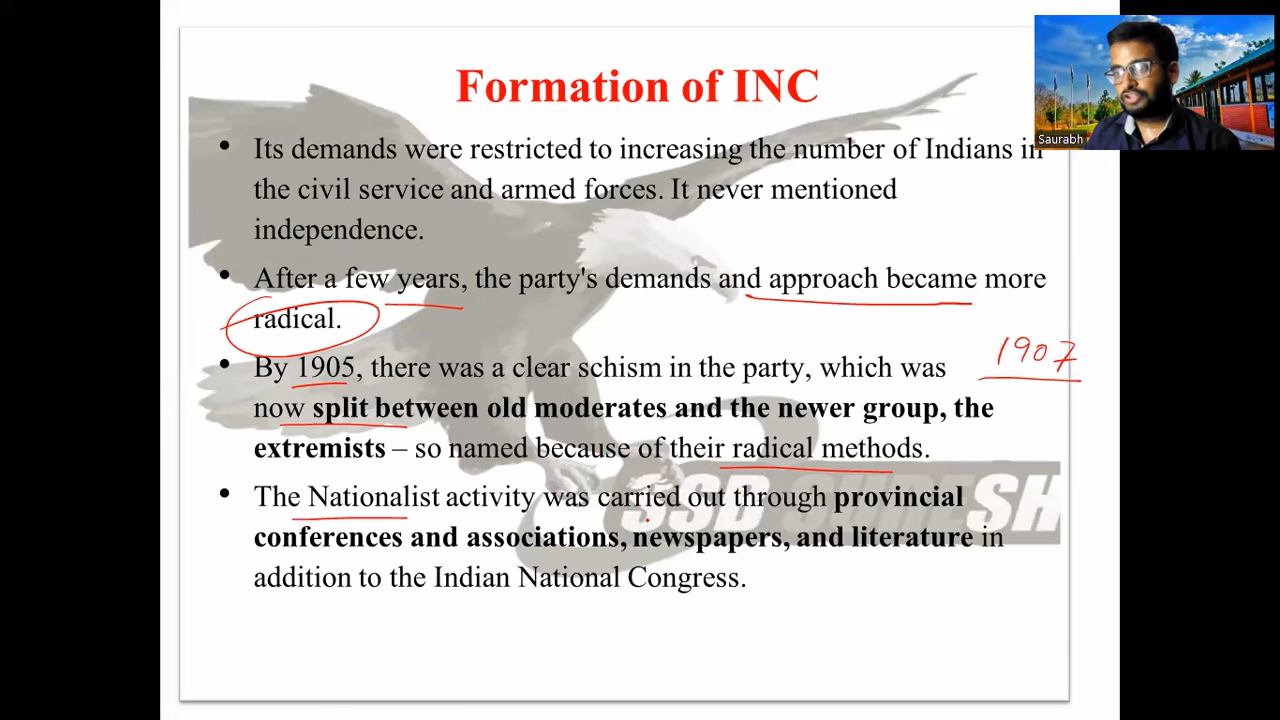 Formation of INC
Saurabh
• Its demands were restricted to increasing the number of Indians in
the civil service and armed forces. It never mentioned
independence.
• After a few years, the party's demands and approach became more
radical.
• By 1905, there was a clear schism in the party, which was
1907
now split between old moderates and the newer group, the
extremists – so named because of their radical methods.
• The Nationalist activity was carried out through provincial
conferences and associations, newspapers, and literature in
addition to the Indian National Congress.